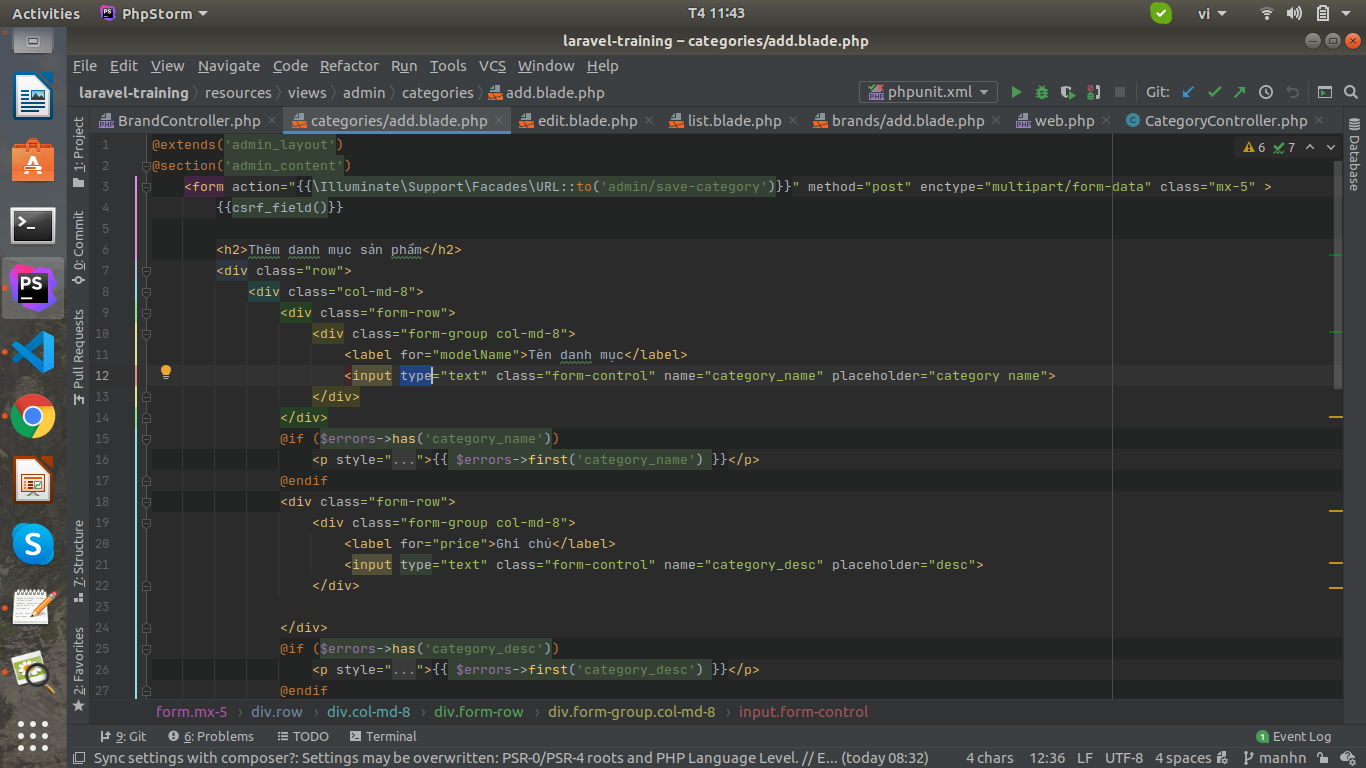 Activities PhpStorm T4 11:43 vi
laravel-training – categories/add.blade.php
File Edit View Navigate Code Refactor Run Tools VCS Window Help
laravel-training resources views admin categories add.blade.php phpunit.xml Git:
BrandController.php categories/add.blade.php edit.blade.php list.blade.php brands/add.blade.php web.php CategoryController.php
1: Project
0: Commit
Pull Requests
7: Structure
2: Favorites
Database
6 7
1 @extends('admin_layout')
2 @section('admin_content')
3 <form action="{{\Illuminate\Support\Facades\URL::to('admin/save-category')}}" method="post" enctype="multipart/form-data" class="mx-5" >
4 {{csrf_field()}}
5
6 <h2>Thêm danh mục sản phẩm</h2>
7 <div class="row">
8 <div class="col-md-8">
9 <div class="form-row">
10 <div class="form-group col-md-8">
11 <label for="modelName">Tên danh mục</label>
12 <input type="text" class="form-control" name="category_name" placeholder="category name">
13 </div>
14 </div>
15 @if ($errors->has('category_name'))
16 <p style="...">{{ $errors->first('category_name') }}</p>
17 @endif
18 <div class="form-row">
19 <div class="form-group col-md-8">
20 <label for="price">Ghi chú</label>
21 <input type="text" class="form-control" name="category_desc" placeholder="desc">
22 </div>
23
24 </div>
25 @if ($errors->has('category_desc'))
26 <p style="...">{{ $errors->first('category_desc') }}</p>
27 @endif
form.mx-5 div.row div.col-md-8 div.form-row div.form-group.col-md-8 input.form-control
9: Git 6: Problems TODO Terminal 1 Event Log
Sync settings with composer?: Settings may be overwritten: PSR-0/PSR-4 roots and PHP Language Level. // E... (today 08:32) 4 chars 12:36 LF UTF-8 4 spaces manhn